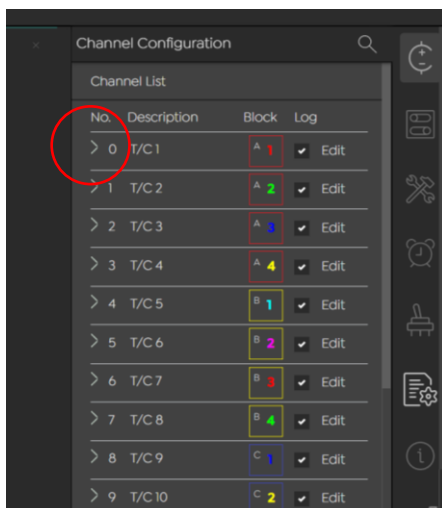 Channel Configuration
Channel List
No. Description Block Log
0 T/C 1 A 1 Edit
1 T/C 2 A 2 Edit
2 T/C 3 A 3 Edit
3 T/C 4 A 4 Edit
4 T/C 5 B 1 Edit
5 T/C 6 B 2 Edit
6 T/C 7 B 3 Edit
7 T/C 8 B 4 Edit
8 T/C 9 C 1 Edit
9 T/C 10 C 2 Edit